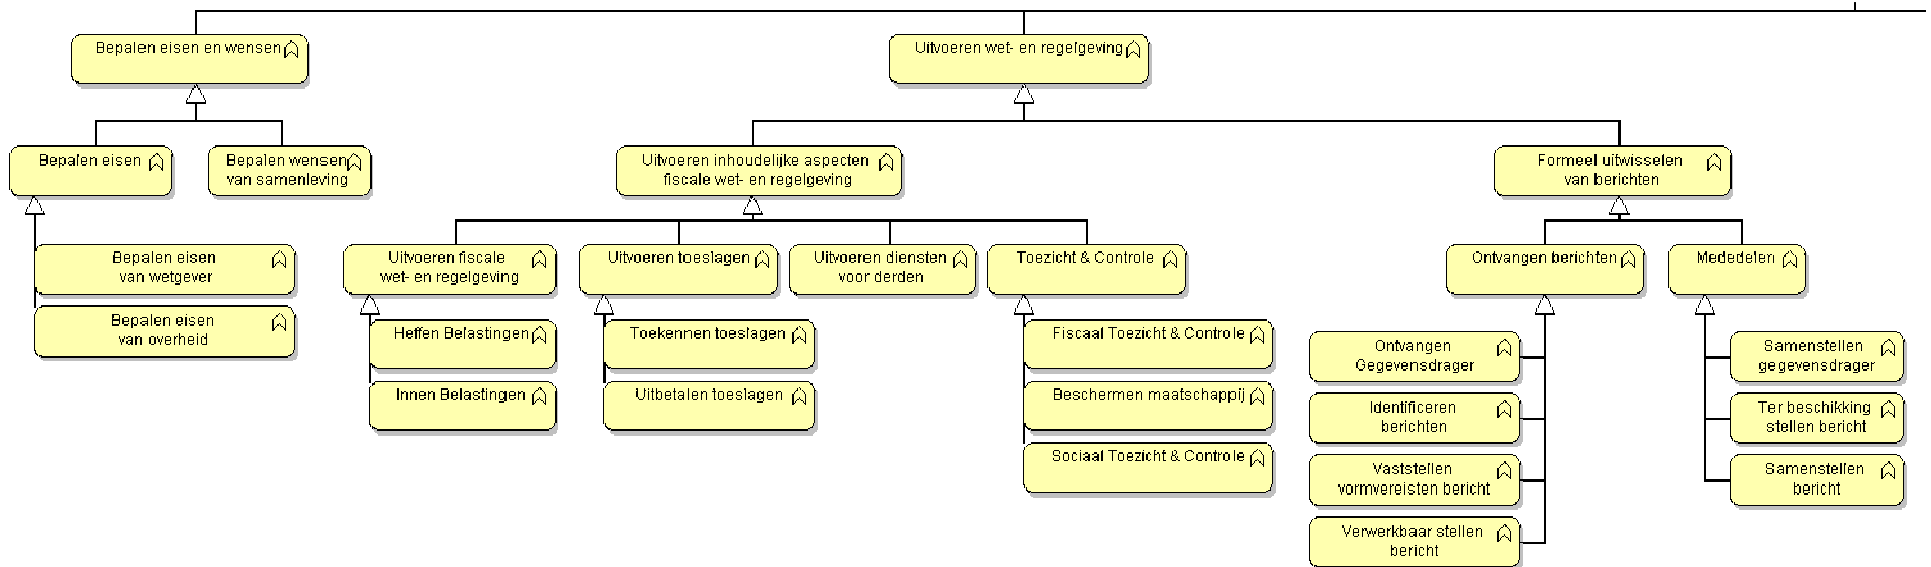 Bepalen eisen en wensen
Uitvoeren wet- en regelgeving
Bepalen eisen
Bepalen wensen
van samenleving
Uitvoeren inhoudelijke aspecten
fiscale wet- en regelgeving
Formeel uitwisselen
van berichten
Bepalen eisen
van wetgever
Bepalen eisen
van overheid
Uitvoeren fiscale
wet- en regelgeving
Uitvoeren toeslagen
Uitvoeren diensten
voor derden
Toezicht & Controle
Ontvangen berichten
Mededelen
Heffen Belastingen
Innen Belastingen
Toekennen toeslagen
Uitbetalen toeslagen
Fiscaal Toezicht & Controle
Beschermen maatschappij
Sociaal Toezicht & Controle
Ontvangen
Gegevensdrager
Identificeren
berichten
Vaststellen
vormvereisten bericht
Verwerkbaar stellen
bericht
Samenstellen
gegevensdrager
Ter beschikking
stellen bericht
Samenstellen
bericht